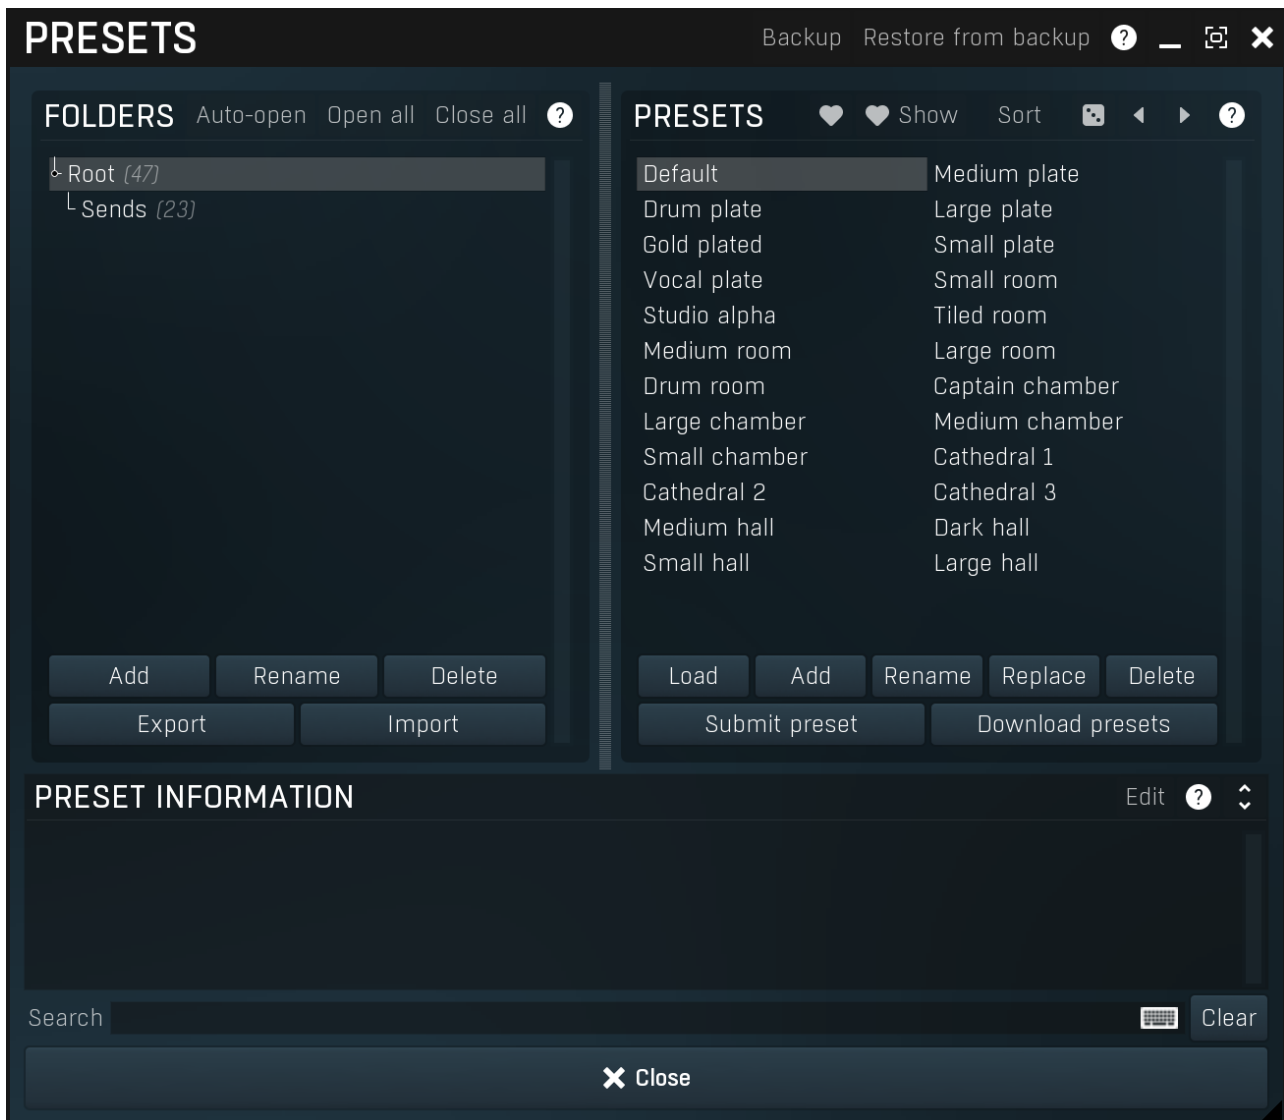 PRESETS Backup Restore from backup ?
FOLDERS Auto-open Open all Close all ?
Root (47)
Sends (23)
Add Rename Delete
Export Import
PRESETS Show Sort ?
Default Medium plate
Drum plate Large plate
Gold plated Small plate
Vocal plate Small room
Studio alpha Tiled room
Medium room Large room
Drum room Captain chamber
Large chamber Medium chamber
Small chamber Cathedral 1
Cathedral 2 Cathedral 3
Medium hall Dark hall
Small hall Large hall
Load Add Rename Replace Delete
Submit preset Download presets
PRESET INFORMATION Edit ?
Search Clear
Close